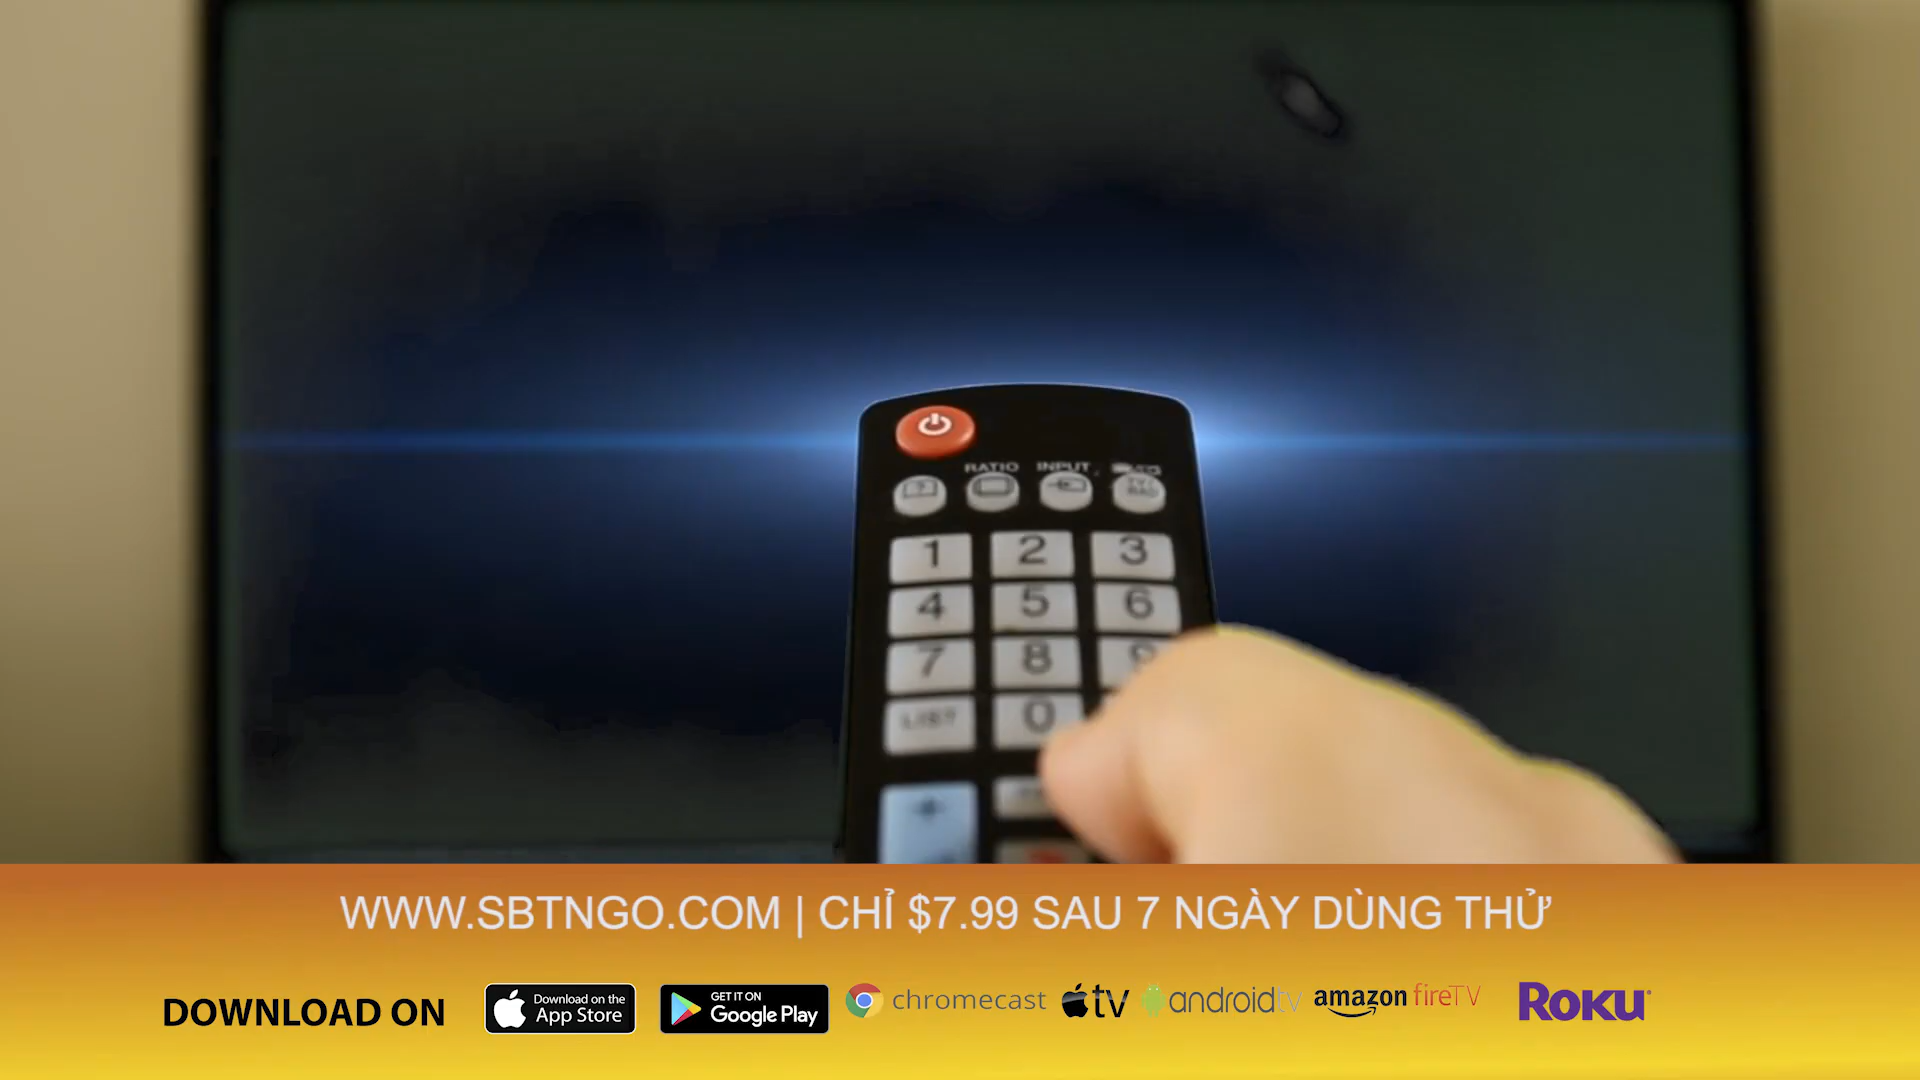 RATIO INPUT
1 2 3
4 5 6
7 8 9
LIST 0
+
WWW.SBTNGO.COM | CHỈ $7.99 SAU 7 NGÀY DÙNG THỬ
DOWNLOAD ON
Download on the
App Store
GET IT ON
Google Play
chromecast
tv
androidtv
amazon fireTV
ROKU